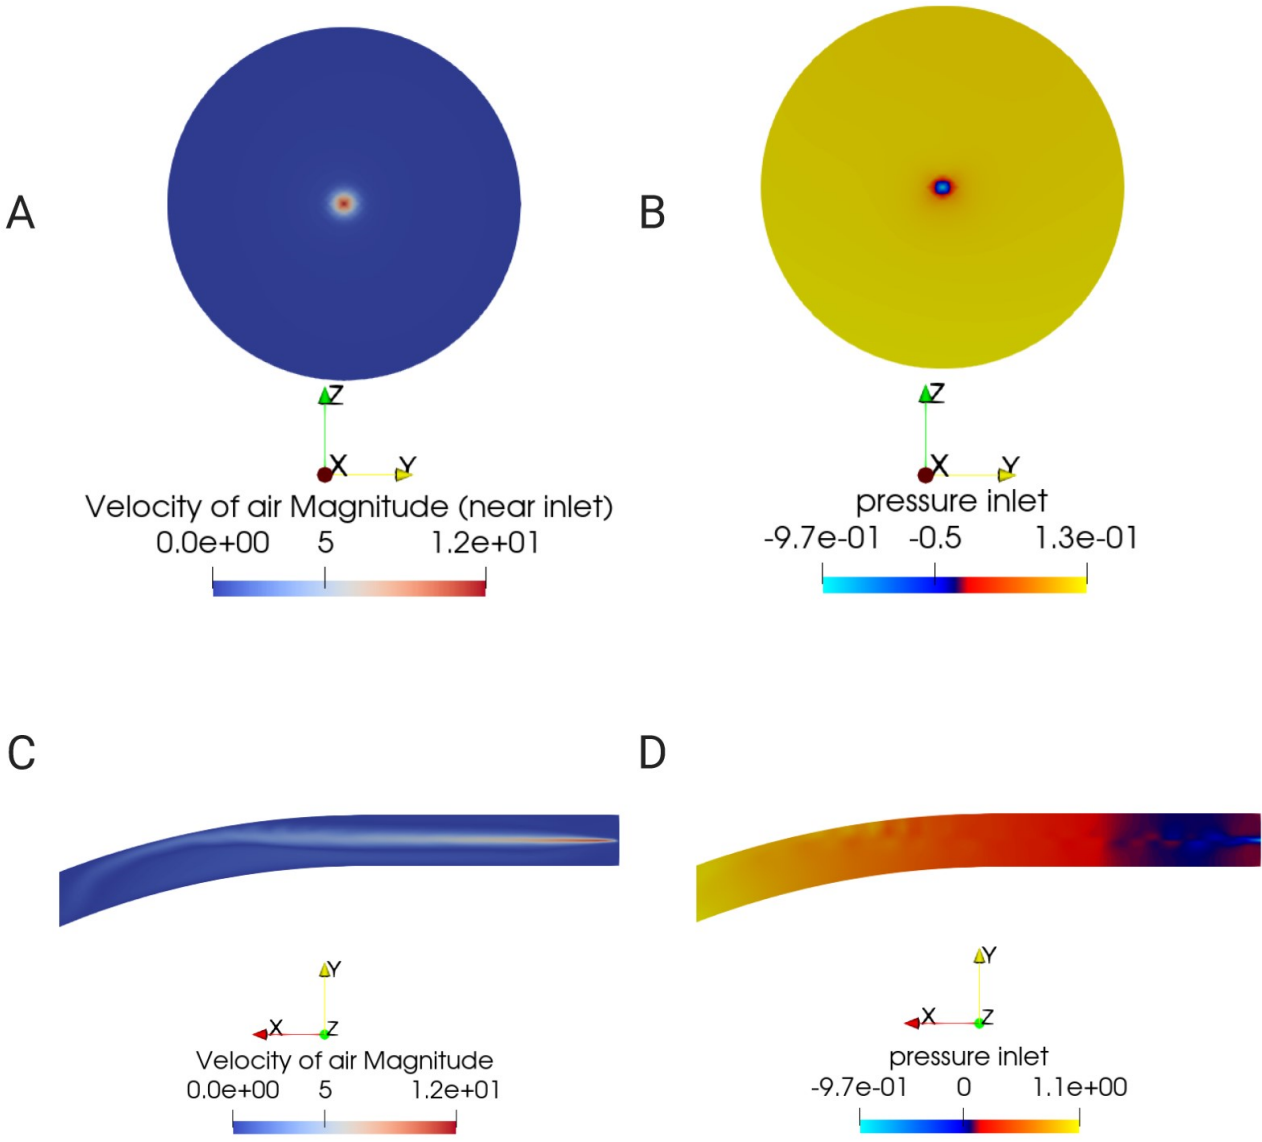 A
B
Z
X
Y
Velocity of air Magnitude (near inlet)
0.0e+00 5 1.2e+01
Z
X
Y
pressure inlet
-9.7e-01 -0.5 1.3e-01
C
D
Y
X
Z
Velocity of air Magnitude
0.0e+00 5 1.2e+01
Y
X
Z
pressure inlet
-9.7e-01 0 1.1e+00